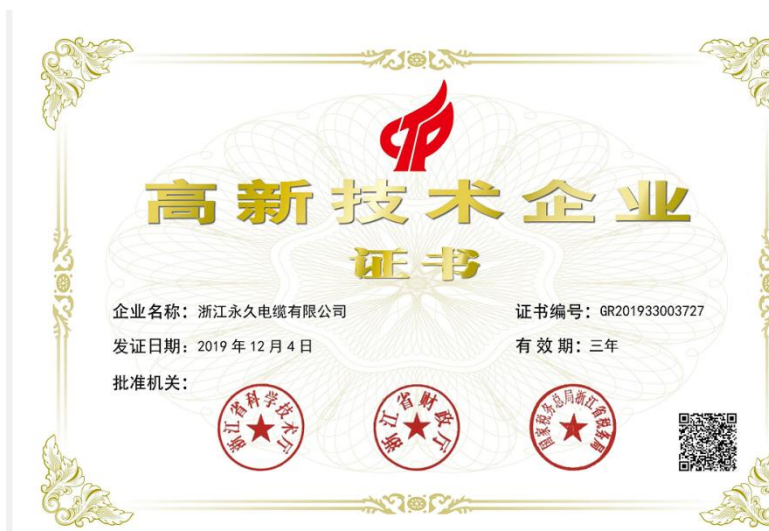 高新技术企业
证书
企业名称：浙江永久电缆有限公司
证书编号：GR201933003727
发证日期：2019年12月4日
有效期：三年
批准机关：
浙江省科学技术厅
浙江省财政厅
国家税务总局浙江省税务局